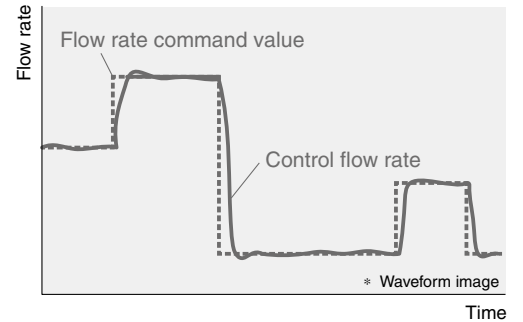 Flow rate
Flow rate command value
Control flow rate
* Waveform image
Time